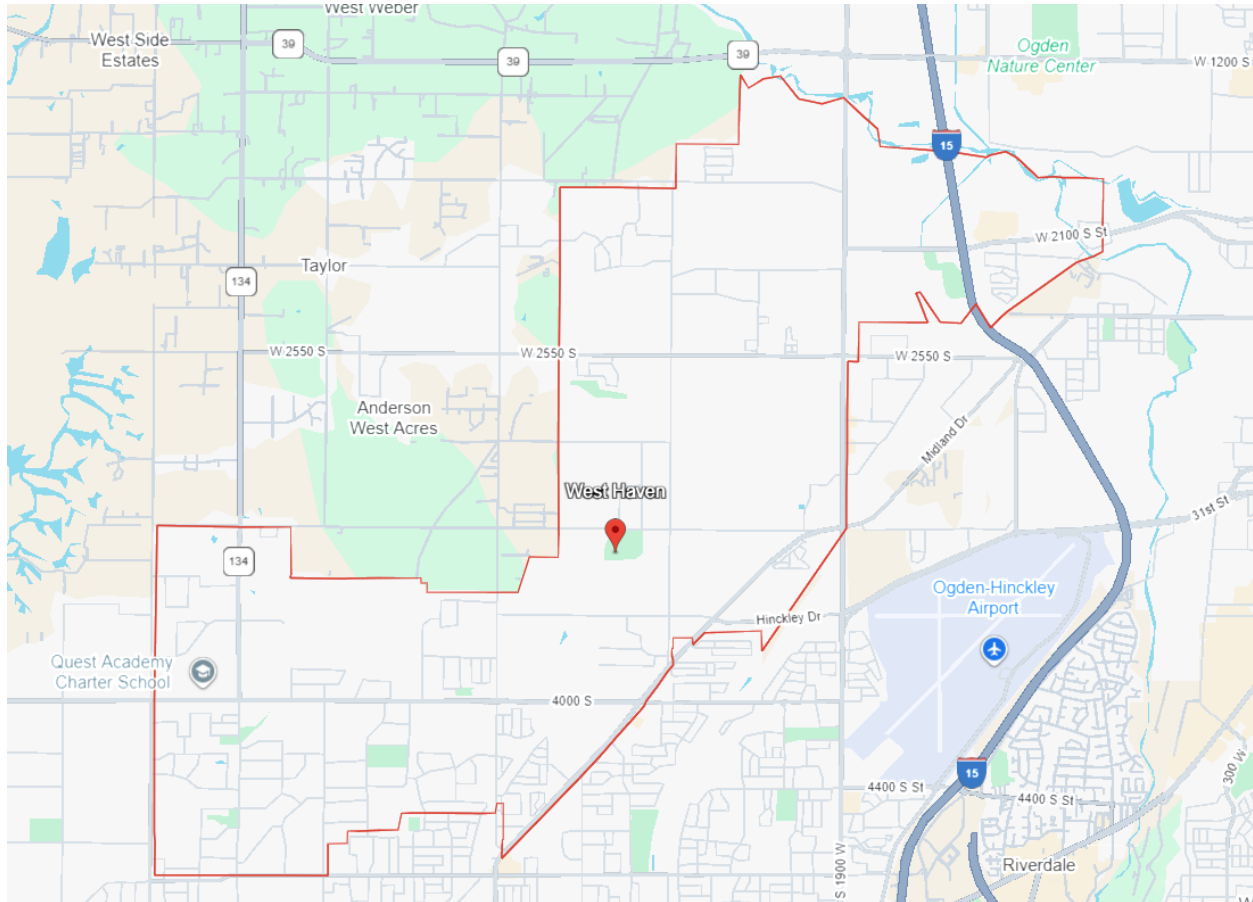 West Weber
West Side
Estates
39
39
39
Ogden
Nature Center
W 1200 S
15
W 2100 S St
Taylor
134
W 2550 S
W 2550 S
W 2550 S
Anderson
West Acres
Midland Dr
West Haven
31st St
134
Ogden-Hinckley
Airport
Hinckley Dr
Quest Academy
Charter School
4000 S
15
300 W
4400 S St
4400 S St
S 1900 W
Riverdale